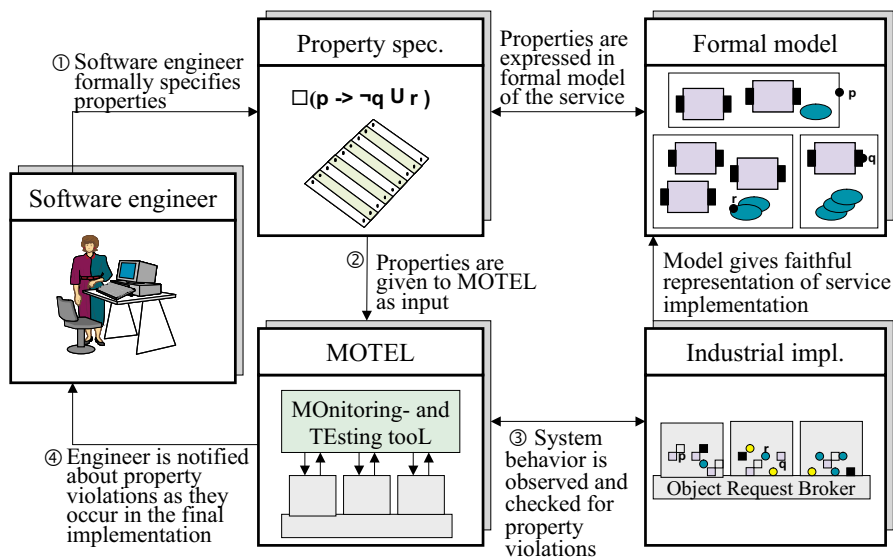 ① Software engineer
formally specifies
properties
Property spec.
□(p -> ¬q U r )
Properties are
expressed in
formal model
of the service
Formal model
p
q
r
Software engineer
②
Properties are
given to MOTEL
as input
Model gives faithful
representation of service
implementation
MOTEL
MOnitoring- and
TEsting tooL
Industrial impl.
p
r
q
Object Request Broker
④ Engineer is notified
about property
violations as they
occur in the final
implementation
③ System
behavior is
observed and
checked for
property
violations